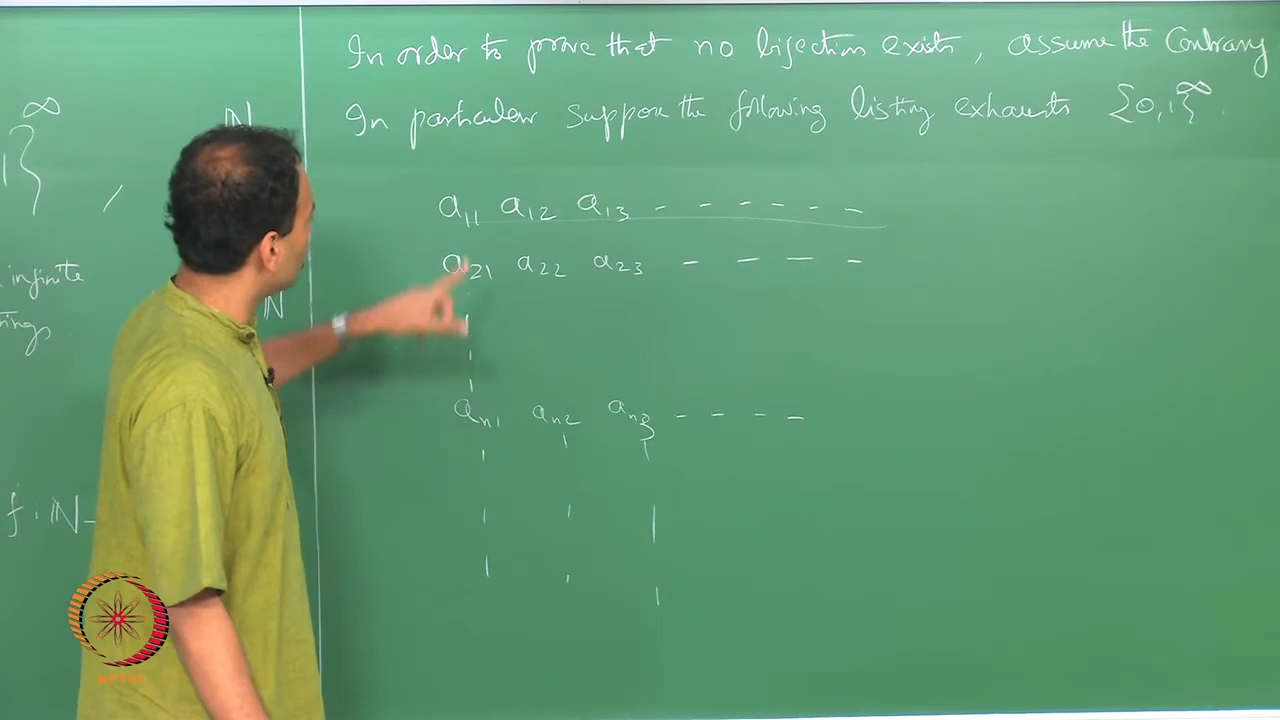 In order to prove that no bijection exists, assume the Contrary
In particular suppose the following listing exhausts {0,1}^∞.
a₁₁ a₁₂ a₁₃ - - - - - -
a₂₁ a₂₂ a₂₃ - - - -
aₙ₁ aₙ₂ aₙ₃ - - - -
}^∞ , ℕ
infinite
ℕ
f: ℕ -
NPTEL